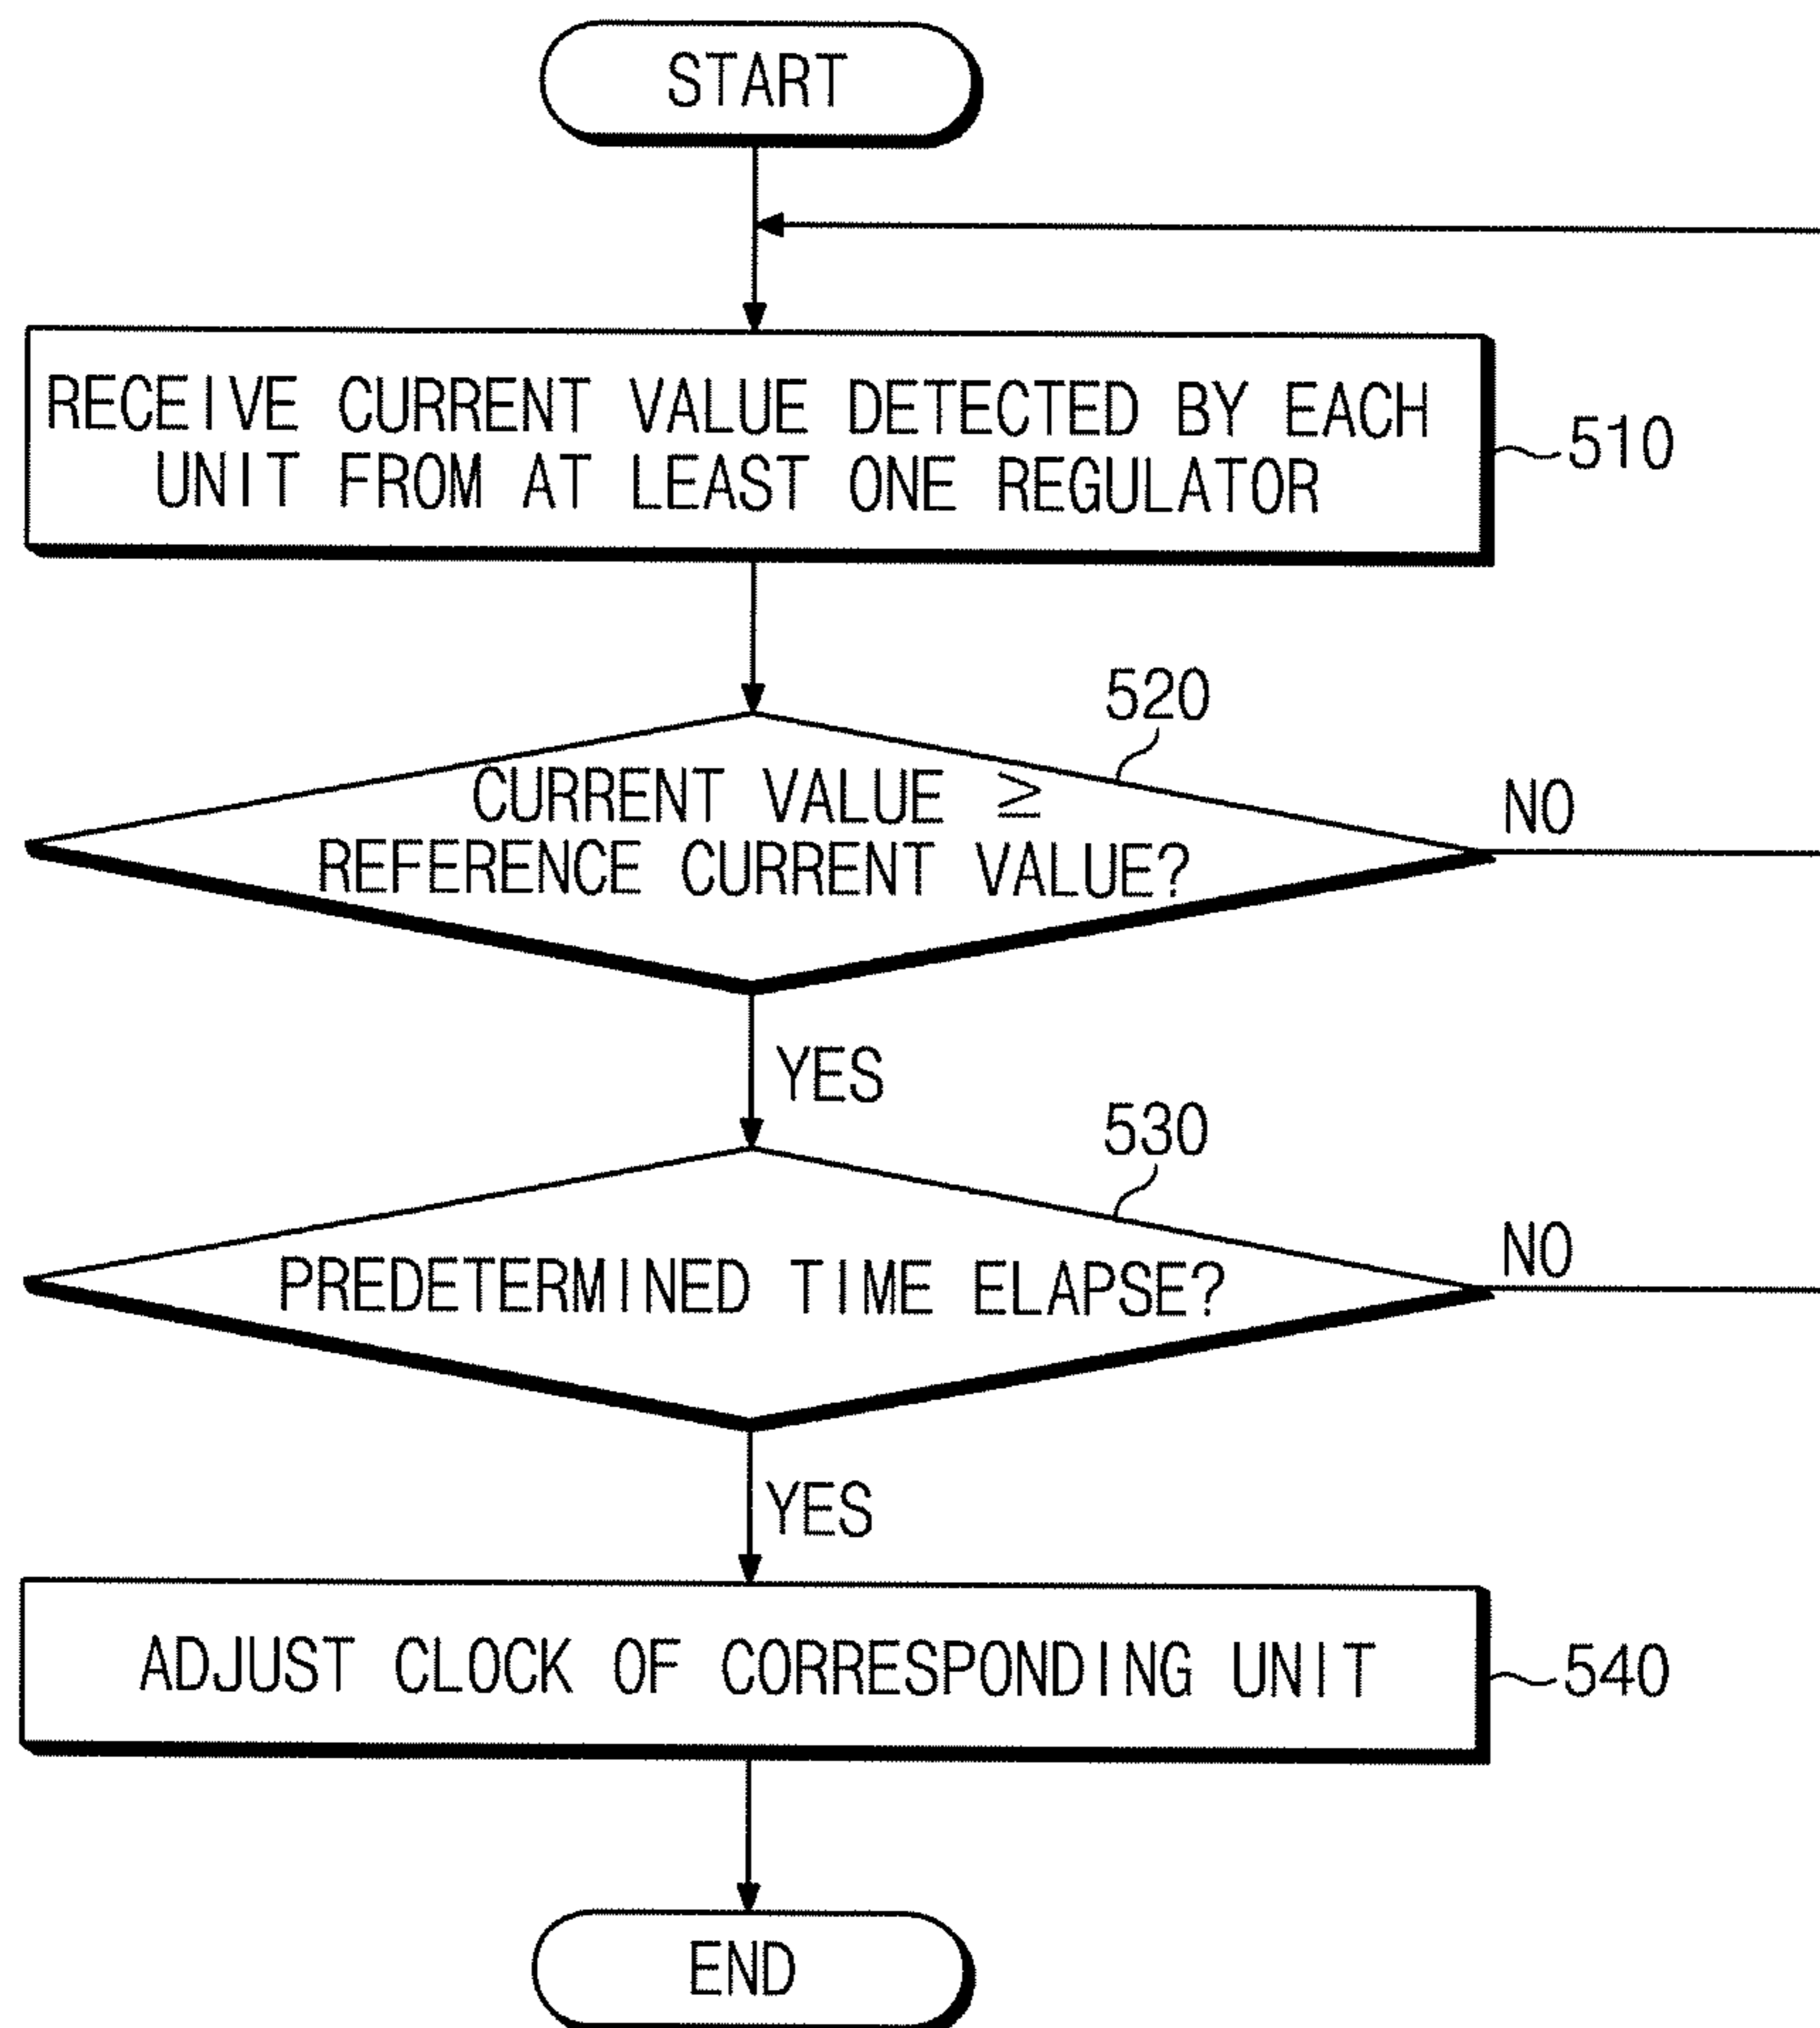 START
RECEIVE CURRENT VALUE DETECTED BY EACH
UNIT FROM AT LEAST ONE REGULATOR
510
520
CURRENT VALUE ≥
REFERENCE CURRENT VALUE?
NO
YES
530
PREDETERMINED TIME ELAPSE?
NO
YES
ADJUST CLOCK OF CORRESPONDING UNIT
540
END